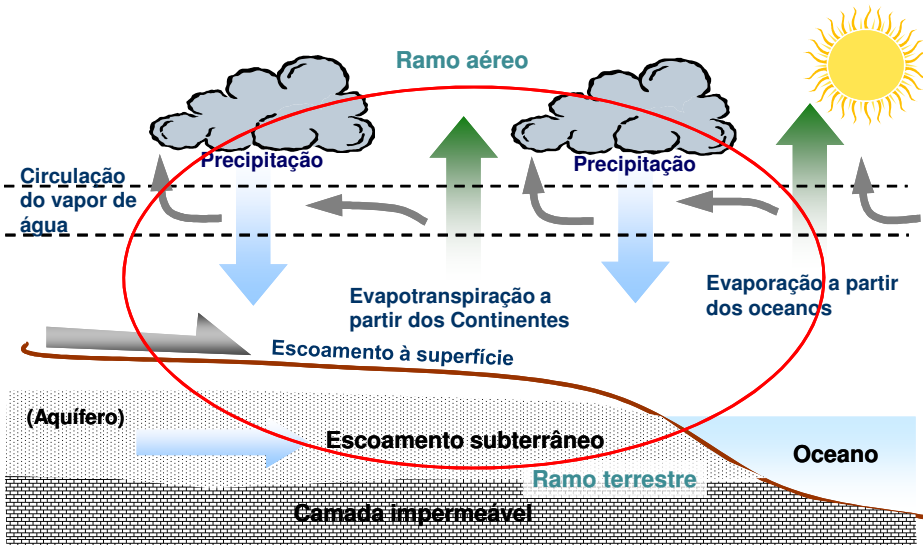 Ramo aéreo
Precipitação
Precipitação
Circulação
do vapor de
água
Evapotranspiração a
partir dos Continentes
Evaporação a partir
dos oceanos
Escoamento à superfície
(Aquífero)
Escoamento subterrâneo
Oceano
Ramo terrestre
Camada impermeável